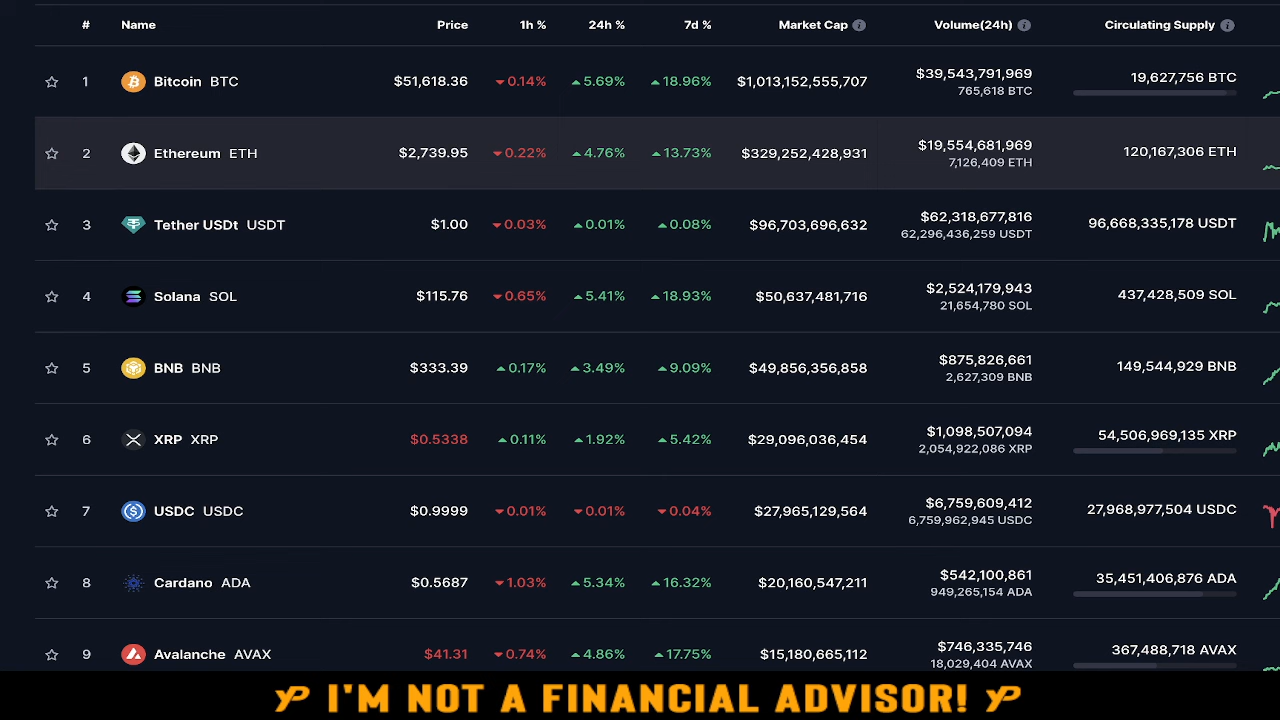 # Name Price 1h % 24h % 7d % Market Cap Volume(24h) Circulating Supply
1 Bitcoin BTC $51,618.36 0.14% 5.69% 18.96% $1,013,152,555,707 $39,543,791,969 19,627,756 BTC
765,618 BTC
2 Ethereum ETH $2,739.95 0.22% 4.76% 13.73% $329,252,428,931 $19,554,681,969 120,167,306 ETH
7,126,409 ETH
3 Tether USDt USDT $1.00 0.03% 0.01% 0.08% $96,703,696,632 $62,318,677,816 96,668,335,178 USDT
62,296,436,259 USDT
4 Solana SOL $115.76 0.65% 5.41% 18.93% $50,637,481,716 $2,524,179,943 437,428,509 SOL
21,654,780 SOL
5 BNB BNB $333.39 0.17% 3.49% 9.09% $49,856,356,858 $875,826,661 149,544,929 BNB
2,627,309 BNB
6 XRP XRP $0.5338 0.11% 1.92% 5.42% $29,096,036,454 $1,098,507,094 54,506,969,135 XRP
2,054,922,086 XRP
7 USDC USDC $0.9999 0.01% 0.01% 0.04% $27,965,129,564 $6,759,609,412 27,968,977,504 USDC
6,759,962,945 USDC
8 Cardano ADA $0.5687 1.03% 5.34% 16.32% $20,160,547,211 $542,100,861 35,451,406,876 ADA
949,265,154 ADA
9 Avalanche AVAX $41.31 0.74% 4.86% 17.75% $15,180,665,112 $746,335,746 367,488,718 AVAX
18,029,404 AVAX
I'M NOT A FINANCIAL ADVISOR!